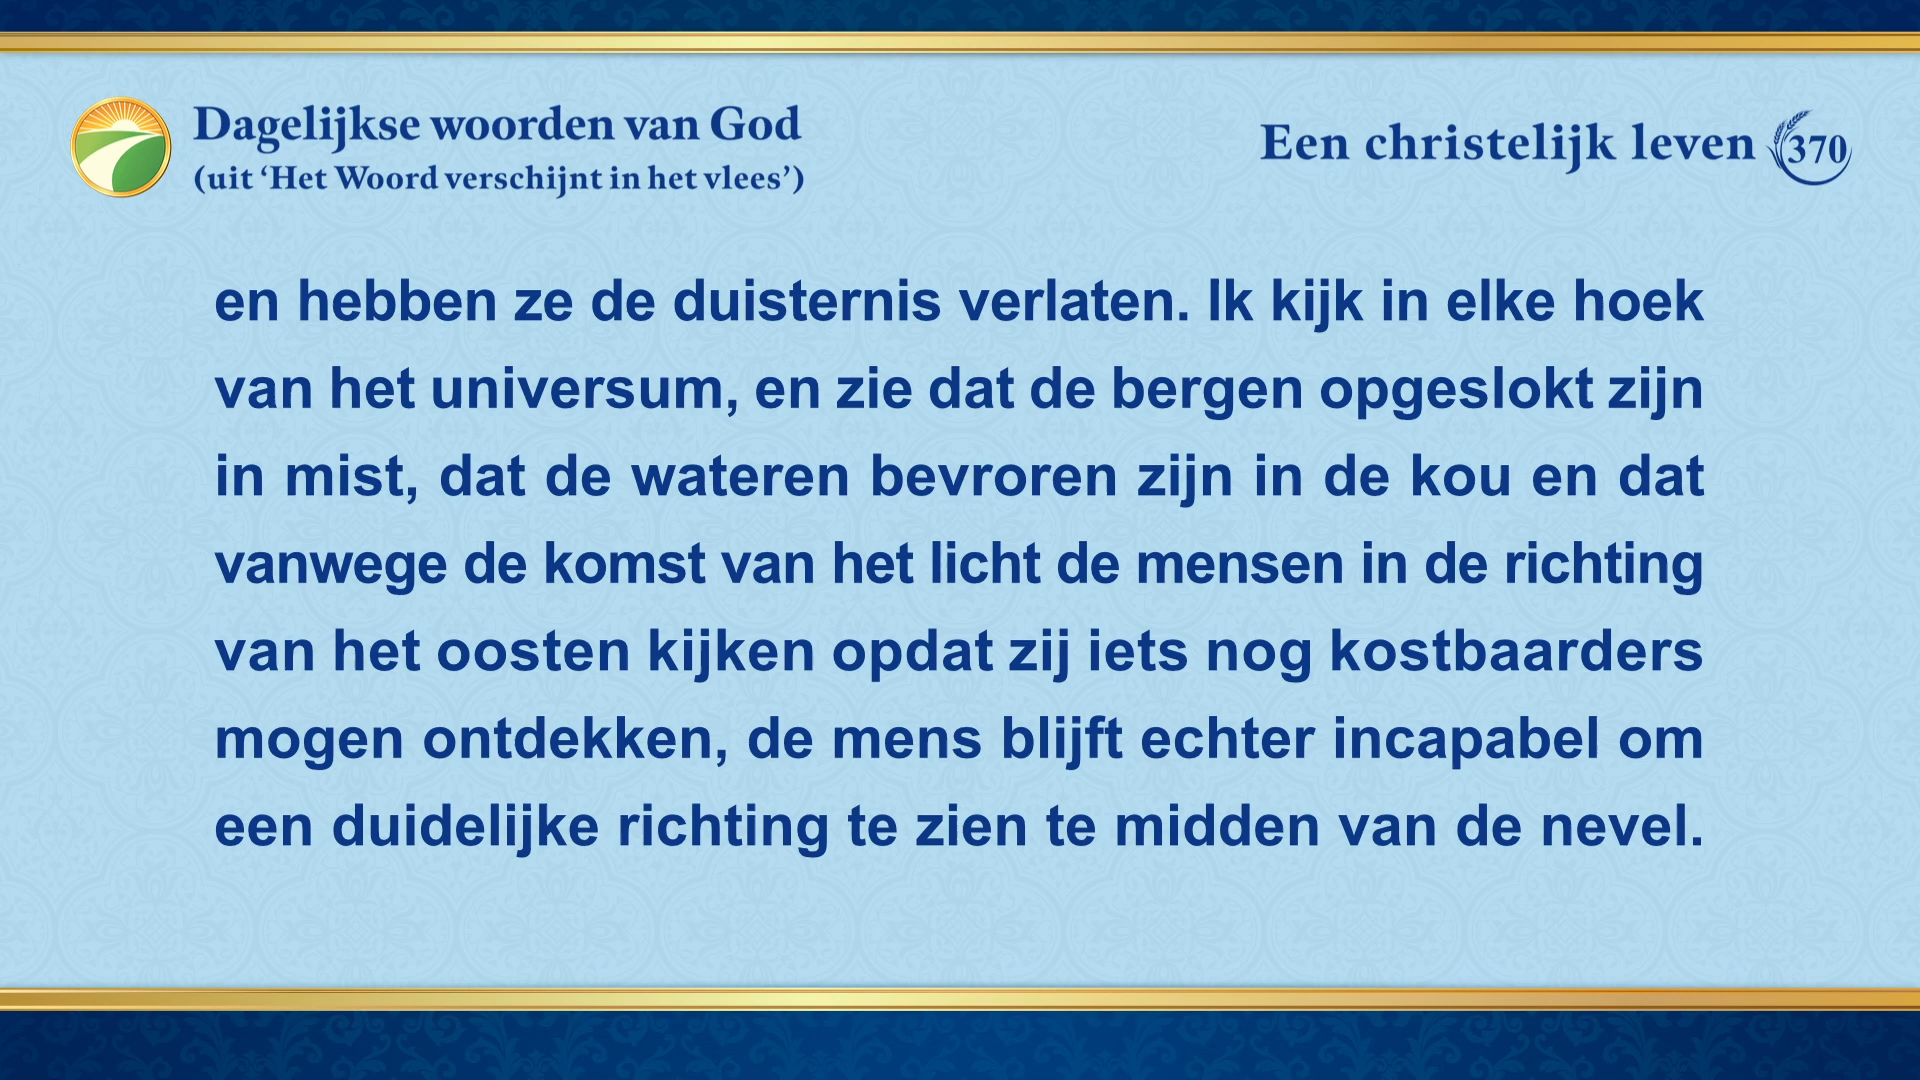 Dagelijkse woorden van God
(uit ‘Het Woord verschijnt in het vlees’)
Een christelijk leven 370
en hebben ze de duisternis verlaten. Ik kijk in elke hoek
van het universum, en zie dat de bergen opgeslokt zijn
in mist, dat de wateren bevroren zijn in de kou en dat
vanwege de komst van het licht de mensen in de richting
van het oosten kijken opdat zij iets nog kostbaarders
mogen ontdekken, de mens blijft echter incapabel om
een duidelijke richting te zien te midden van de nevel.